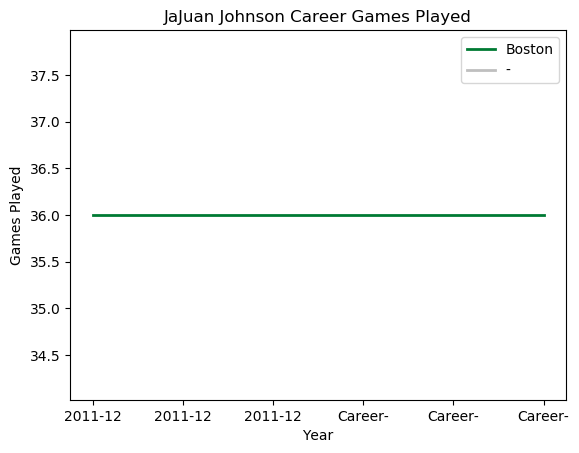 JaJuan Johnson Career Games Played
Boston
-
37.5
37.0
36.5
36.0
35.5
35.0
34.5
Games Played
2011-12 2011-12 2011-12 Career- Career- Career-
Year